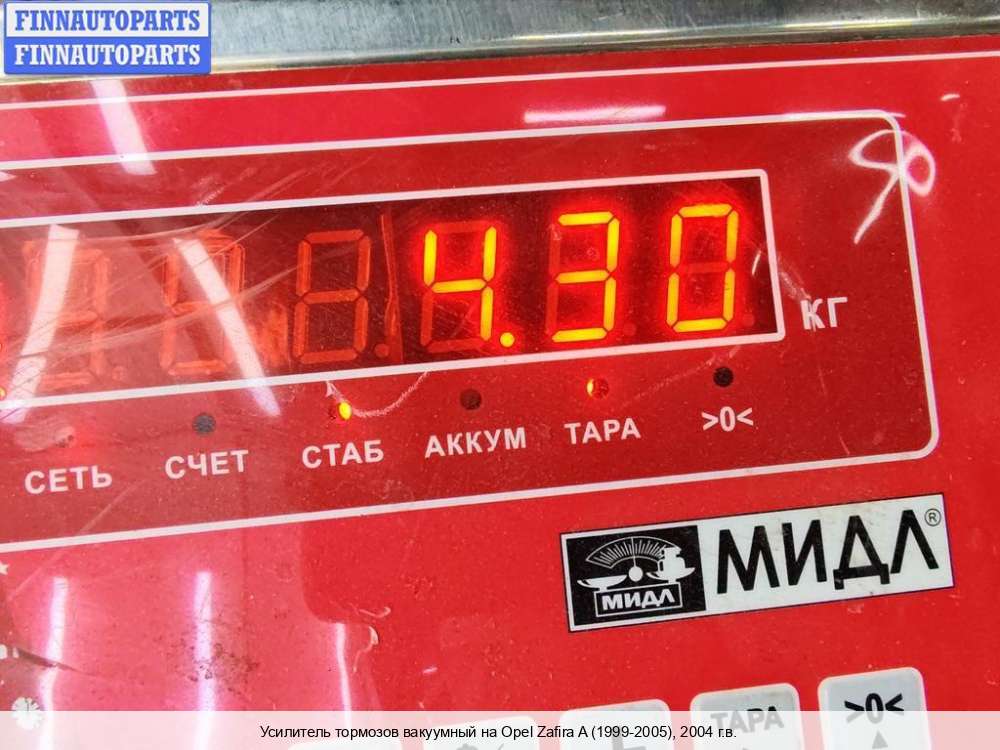 FINNAUTOPARTS
FINNAUTOPARTS
4.30
КГ
СЕТЬ СЧЕТ СТАБ АККУМ ТАРА >0<
МИДЛ МИДЛ®
ТАРА >0<
Усилитель тормозов вакуумный на Opel Zafira A (1999-2005), 2004 г.в.